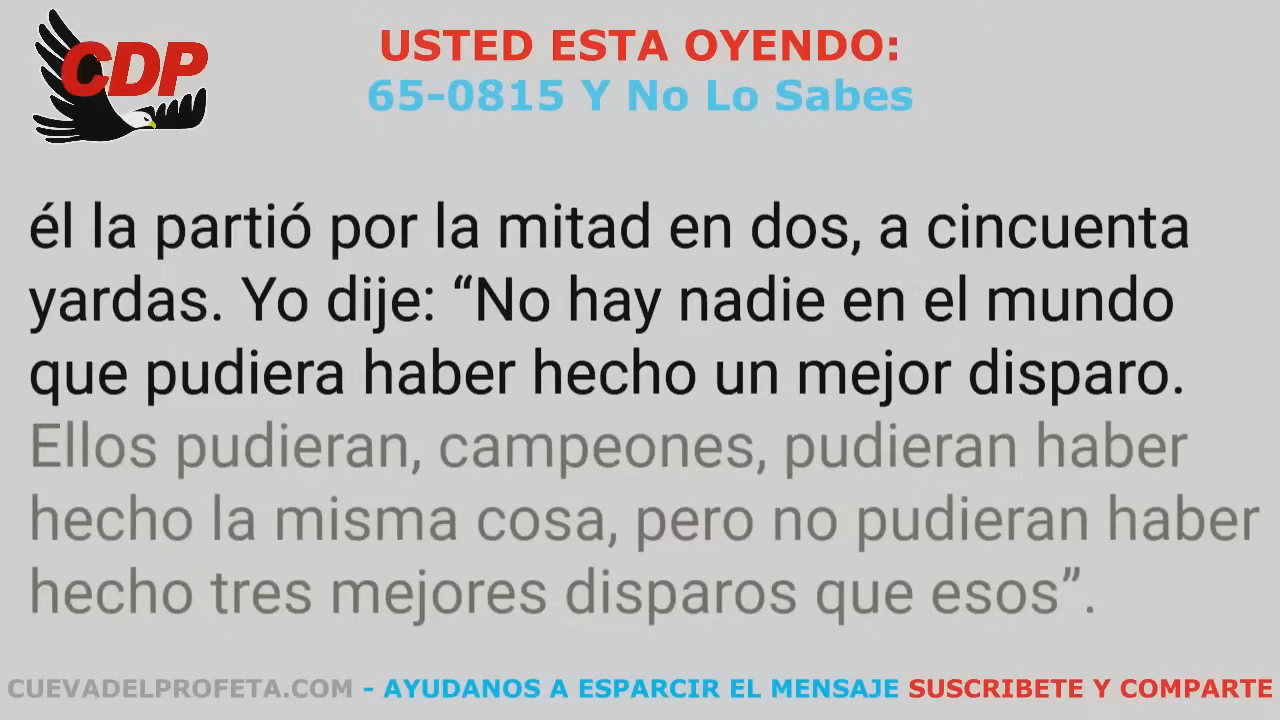 CDP
USTED ESTA OYENDO:
65-0815 Y No Lo Sabes
él la partió por la mitad en dos, a cincuenta
yardas. Yo dije: “No hay nadie en el mundo
que pudiera haber hecho un mejor disparo.
Ellos pudieran, campeones, pudieran haber
hecho la misma cosa, pero no pudieran haber
hecho tres mejores disparos que esos”.
CUEVADELPROFETA.COM - AYUDANOS A ESPARCIR EL MENSAJE SUSCRIBETE Y COMPARTE